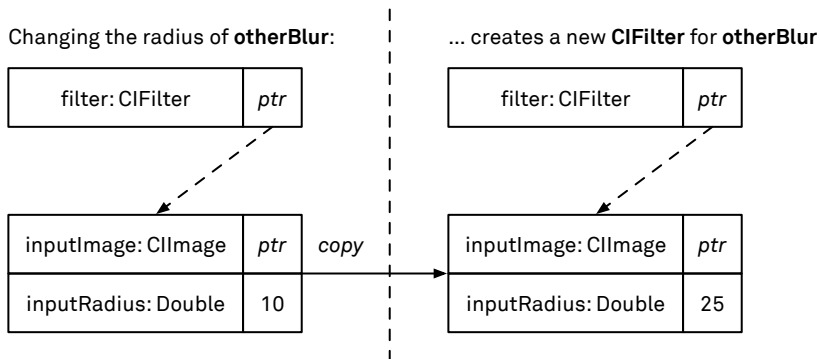 Changing the radius of otherBlur:
... creates a new CIFilter for otherBlur
filter: CIFilter
ptr
filter: CIFilter
ptr
inputImage: CIImage
ptr
copy
inputImage: CIImage
ptr
inputRadius: Double
10
inputRadius: Double
25